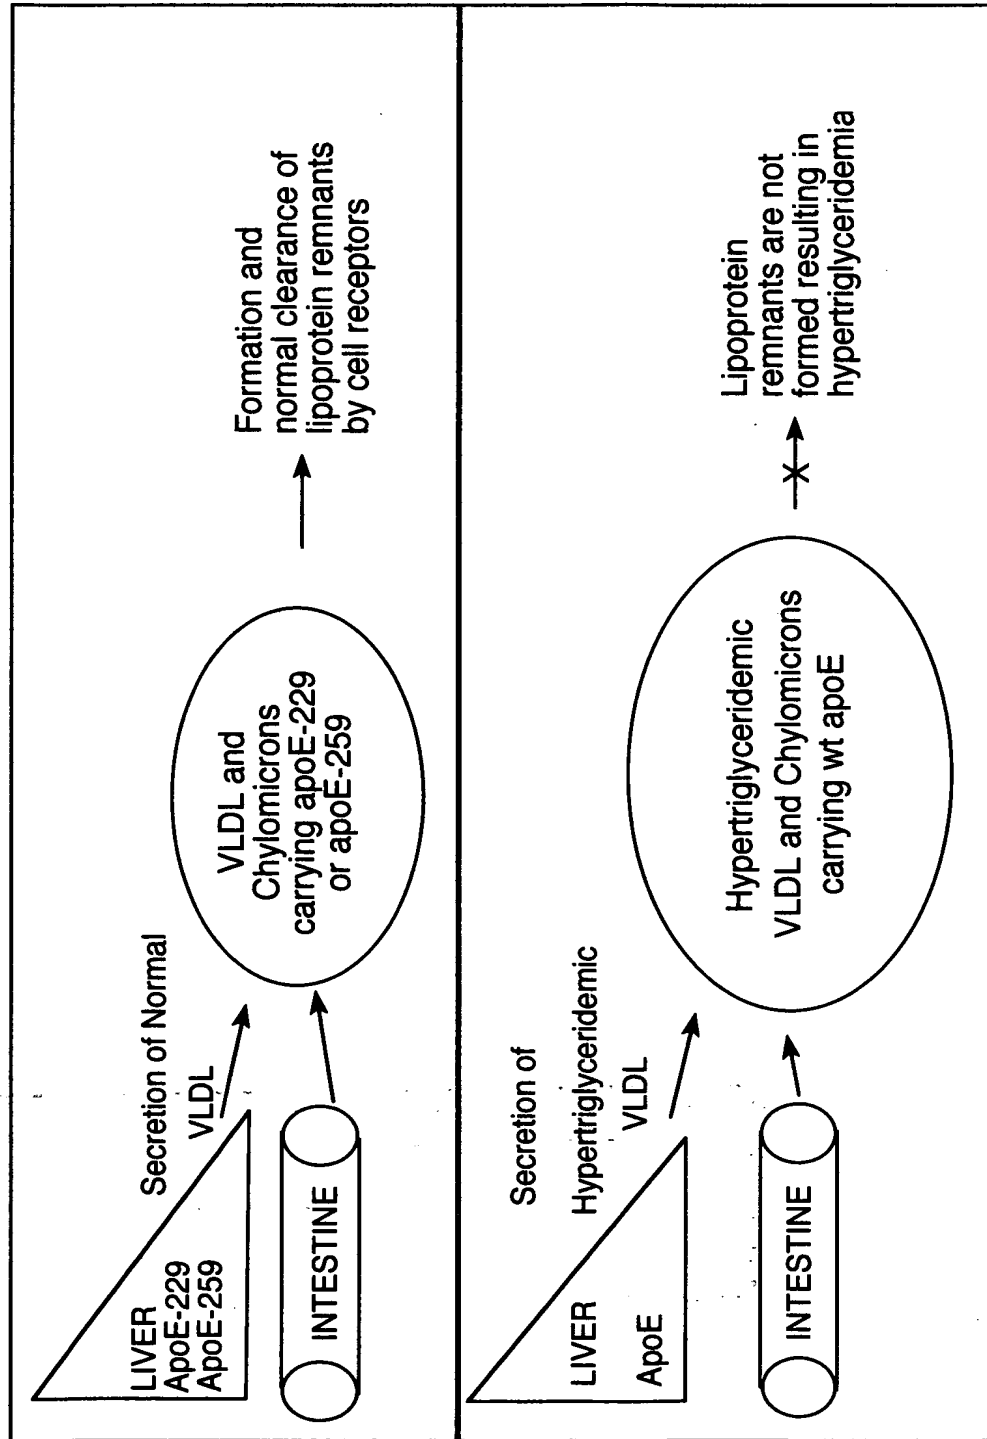 LIVER
ApoE-229
ApoE-259
INTESTINE
Secretion of Normal
VLDL
VLDL and
Chylomicrons
carrying apoE-229
or apoE-259
Formation and
normal clearance of
lipoprotein remnants
by cell receptors
LIVER
ApoE
INTESTINE
Secretion of
Hypertriglyceridemic
VLDL
Hypertriglyceridemic
VLDL and Chylomicrons
carrying wt apoE
X
Lipoprotein
remnants are not
formed resulting in
hypertriglyceridemia